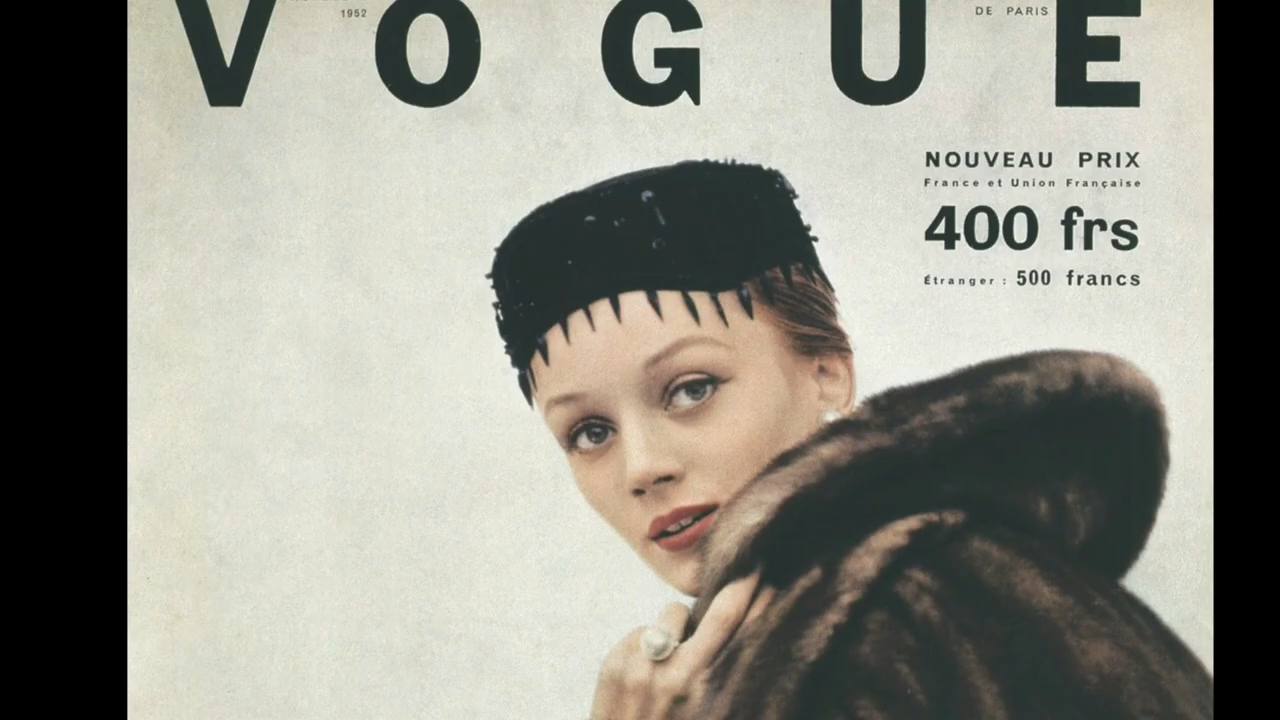 1952
DE PARIS
VOGUE
NOUVEAU PRIX
France et Union Française
400 frs
Étranger : 500 francs